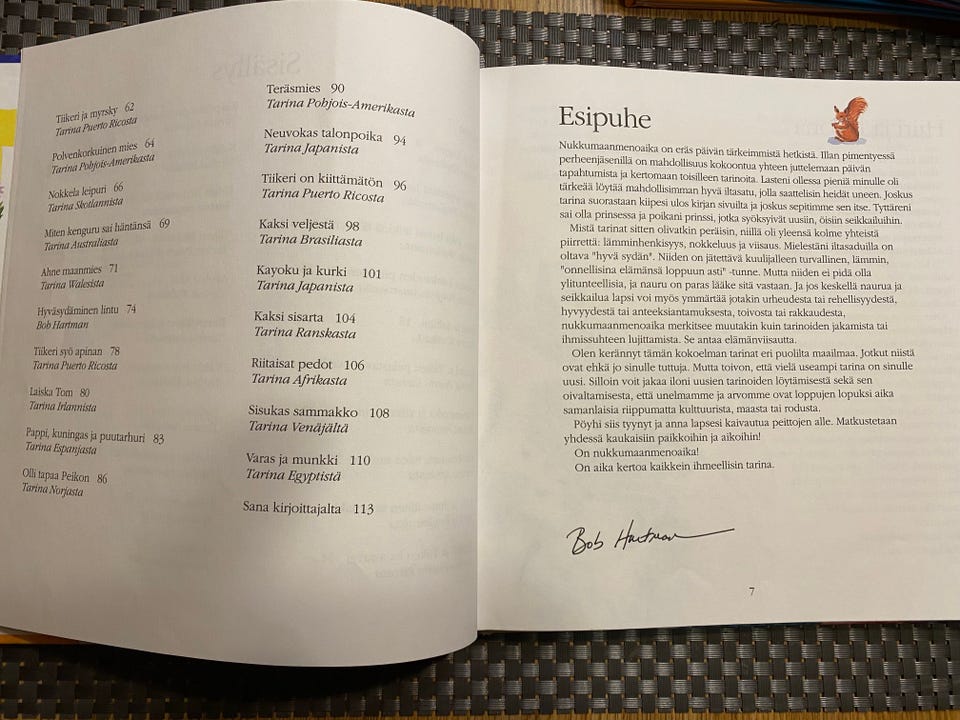 Tiikeri ja myrsky 62
Tarina Puerto Ricosta
Polvenkorkuinen mies 64
Tarina Pohjois-Amerikasta
Nokkela leipuri 66
Tarina Skotlannista
Miten kenguru sai häntänsä 69
Tarina Australiasta
Ahne maanmies 71
Tarina Walesista
Hyväsydäminen lintu 74
Bob Hartman
Tiikeri syö apinan 78
Tarina Puerto Ricosta
Laiska Tom 80
Tarina Irlannista
Pappi, kuningas ja puutarhuri 83
Tarina Espanjasta
Olli tapaa Peikon 86
Tarina Norjasta
Teräsmies 90
Tarina Pohjois-Amerikasta
Neuvokas talonpoika 94
Tarina Japanista
Tiikeri on kiittämätön 96
Tarina Puerto Ricosta
Kaksi veljestä 98
Tarina Brasiliasta
Kayoku ja kurki 101
Tarina Japanista
Kaksi sisarta 104
Tarina Ranskasta
Riitaisat pedot 106
Tarina Afrikasta
Sisukas sammakko 108
Tarina Venäjältä
Varas ja munkki 110
Tarina Egyptistä
Sana kirjoittajalta 113
Esipuhe
Nukkumaanmenoaika on eräs päivän tärkeimmistä hetkistä. Illan pimentyessä
perheenjäsenillä on mahdollisuus kokoontua yhteen juttelemaan päivän
tapahtumista ja kertomaan toisilleen tarinoita. Lasteni ollessa pieniä minulle oli
tärkeää löytää mahdollisimman hyvä iltasatu, jolla saattelisin heidät uneen. Joskus
tarina suorastaan kiipesi ulos kirjan sivuilta ja joskus sepitimme sen itse. Tyttäreni
sai olla prinsessa ja poikani prinssi, jotka syöksyivät uusiin, öisiin seikkailuihin.
Mistä tarinat sitten olivatkin peräisin, niillä oli yleensä kolme yhteistä
piirrettä: lämminhenkisyys, nokkeluus ja viisaus. Mielestäni iltasaduilla on
oltava "hyvä sydän". Niiden on jätettävä kuulijalleen turvallinen, lämmin,
"onnellisina elämänsä loppuun asti" -tunne. Mutta niiden ei pidä olla
ylitunteellisia, ja nauru on paras lääke sitä vastaan. Ja jos keskellä naurua ja
seikkailua lapsi voi myös ymmärtää jotakin urheudesta tai rehellisyydestä,
hyvyydestä tai anteeksiantamuksesta, toivosta tai rakkaudesta,
nukkumaanmenoaika merkitsee muutakin kuin tarinoiden jakamista tai
ihmissuhteen lujittamista. Se antaa elämänviisautta.
Olen kerännyt tämän kokoelman tarinat eri puolilta maailmaa. Jotkut niistä
ovat ehkä jo sinulle tuttuja. Mutta toivon, että vielä useampi tarina on sinulle
uusi. Silloin voit jakaa iloni uusien tarinoiden löytämisestä sekä sen
oivaltamisesta, että unelmamme ja arvomme ovat loppujen lopuksi aika
samanlaisia riippumatta kulttuurista, maasta tai rodusta.
Pöyhi siis tyynyt ja anna lapsesi kaivautua peittojen alle. Matkustetaan
yhdessä kaukaisiin paikkoihin ja aikoihin!
On nukkumaanmenoaika!
On aika kertoa kaikkein ihmeellisin tarina.
Bob Hartman
7